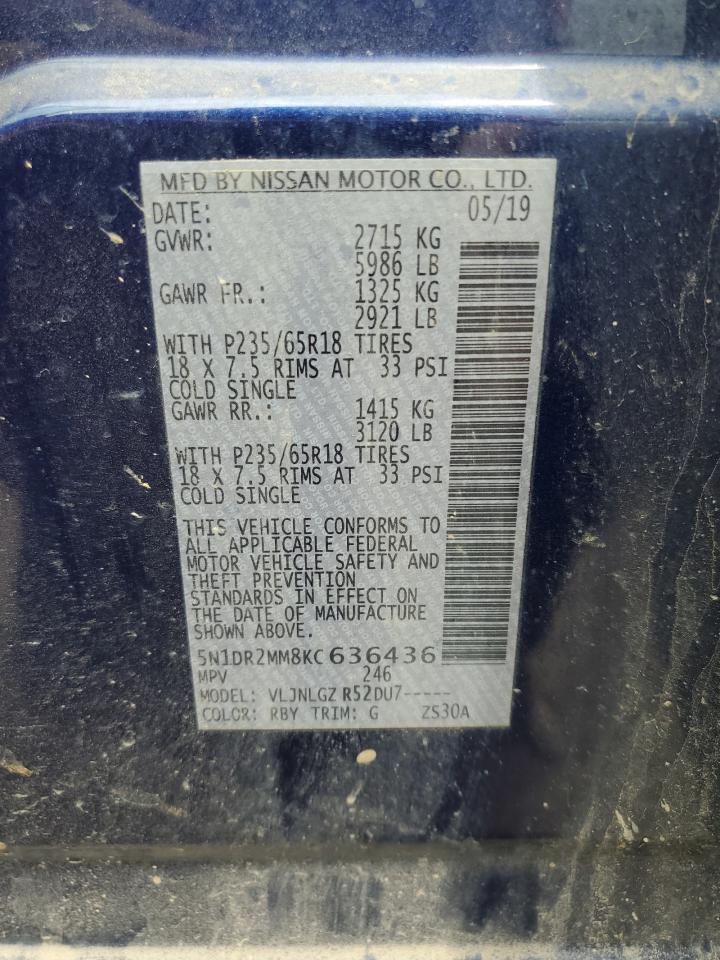 MFD BY NISSAN MOTOR CO., LTD.
DATE: 05/19
GVWR: 2715 KG
5986 LB
GAWR FR.: 1325 KG
2921 LB
WITH P235/65R18 TIRES
18 X 7.5 RIMS AT 33 PSI
COLD SINGLE
GAWR RR.: 1415 KG
3120 LB
WITH P235/65R18 TIRES
18 X 7.5 RIMS AT 33 PSI
COLD SINGLE
THIS VEHICLE CONFORMS TO
ALL APPLICABLE FEDERAL
MOTOR VEHICLE SAFETY AND
THEFT PREVENTION
STANDARDS IN EFFECT ON
THE DATE OF MANUFACTURE
SHOWN ABOVE.
5N1DR2MM8KC636436
MPV 246
MODEL: VLJNLGZ R52DU7-----
COLOR: RBY TRIM: G ZS30A